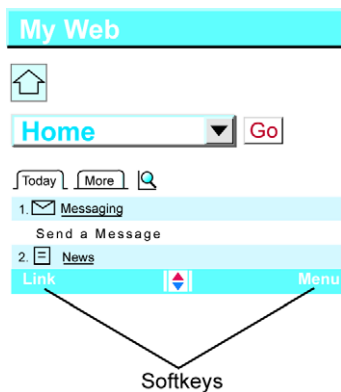 My Web
Home Go
Today More
1. Messaging
Send a Message
2. News
Link Menu
Softkeys